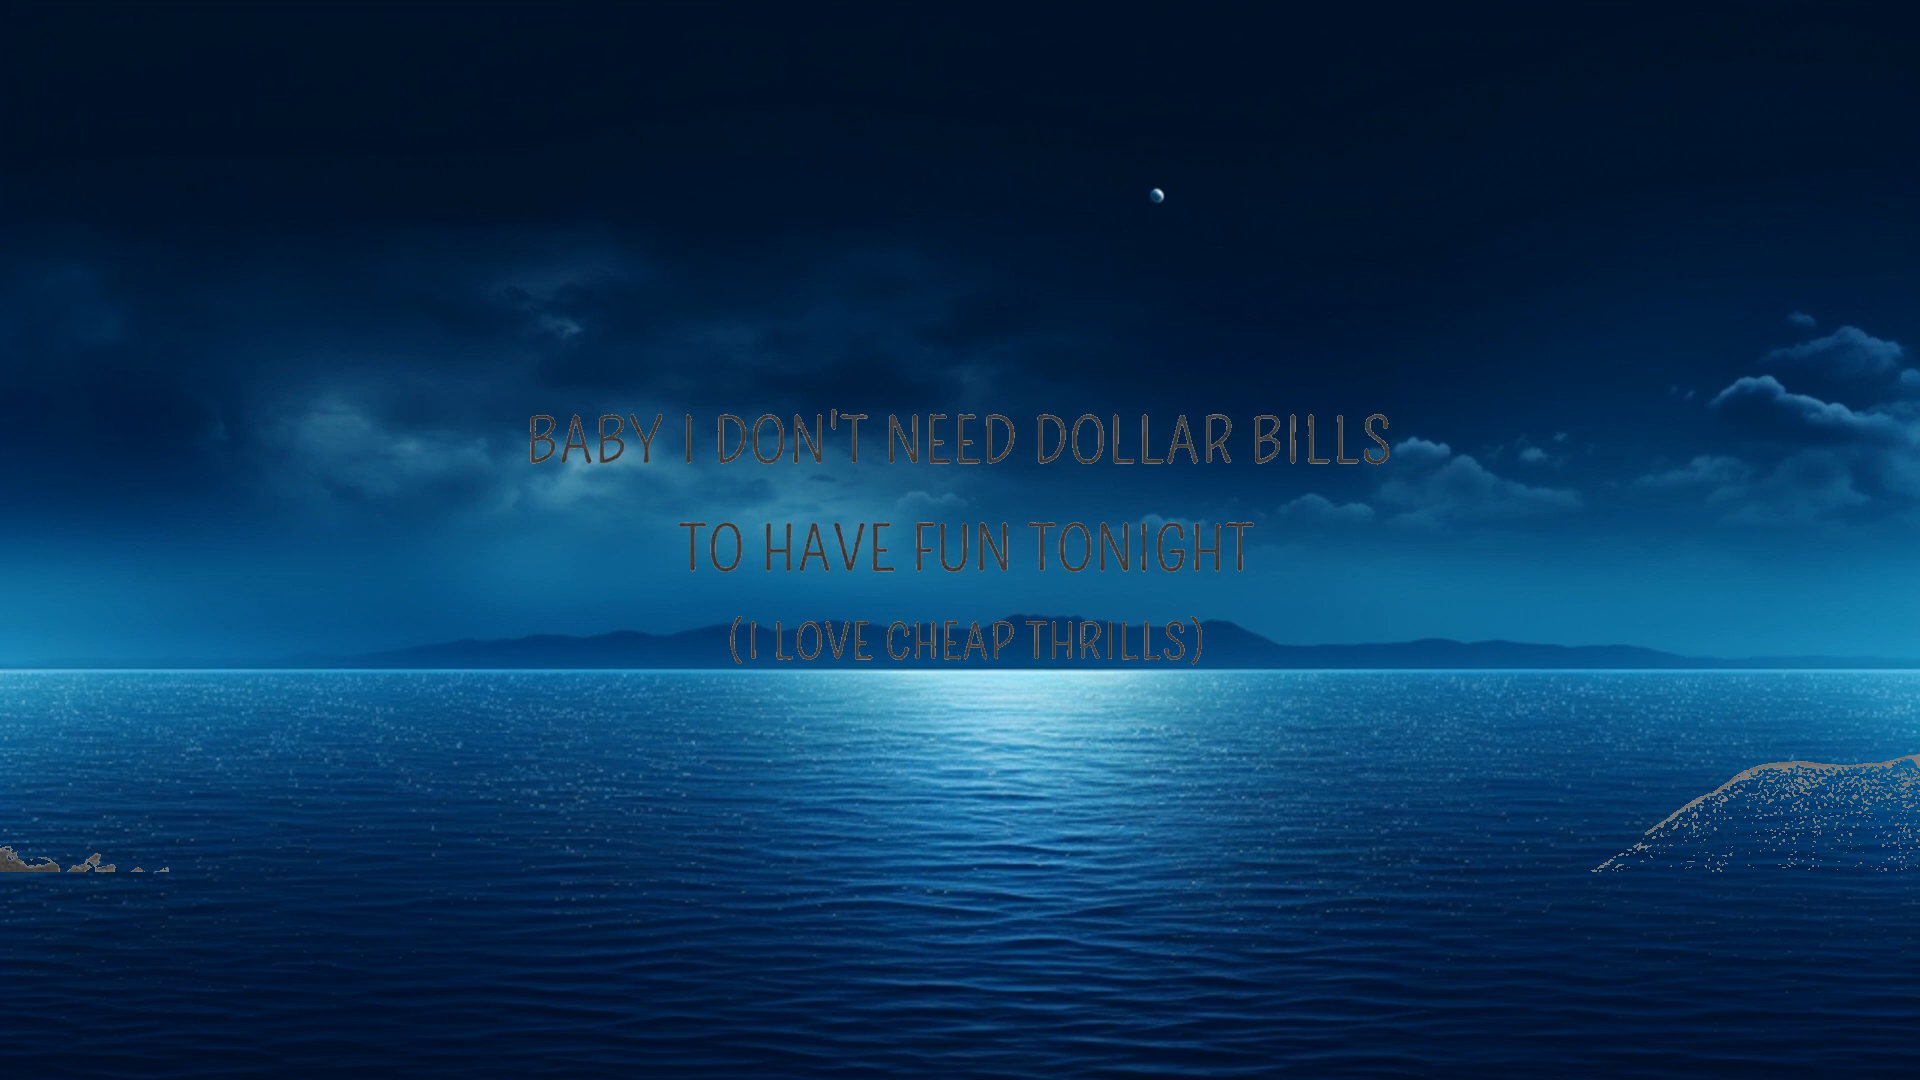 BABY I DON'T NEED DOLLAR BILLS
TO HAVE FUN TONIGHT
(I LOVE CHEAP THRILLS)